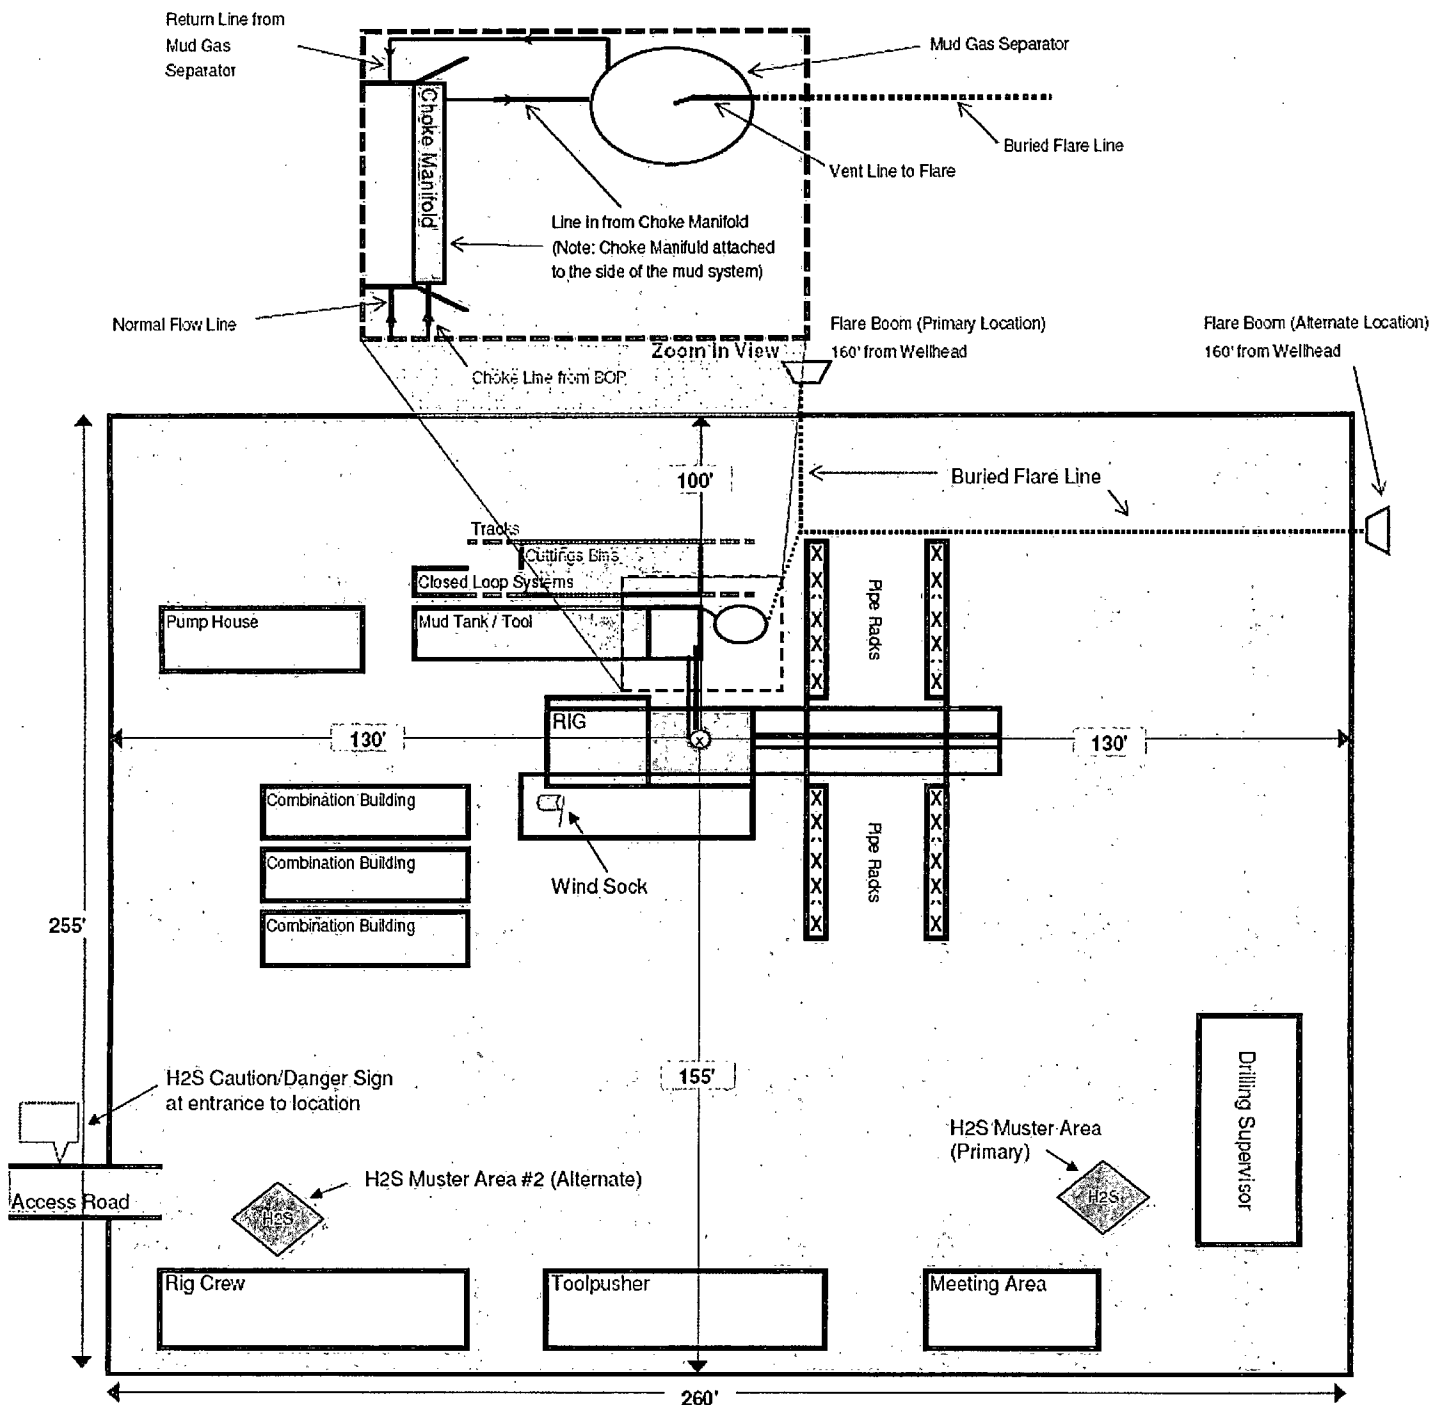 Return Line from
Mud Gas
Separator
Mud Gas Separator
Choke Manifold
Buried Flare Line
Vent Line to Flare
Line in from Choke Manifold
(Note: Choke Manifuld attached
to the side of the mud system)
Normal Flow Line
Flare Boom (Primary Location)
160' from Wellhead
Flare Boom (Alternate Location)
160' from Wellhead
Zoom In View
Choke Line from BOP
100'
Buried Flare Line
Tracks
Cuttings Bins
Closed Loop Systems
Pump House
Mud Tank / Tool
Pipe Racks
X
X
X
X
X
X
X
X
X
X
RIG
X
130'
130'
Combination Building
Combination Building
Combination Building
Wind Sock
Pipe Racks
X
X
X
X
X
X
X
X
X
X
255'
155'
H2S Caution/Danger Sign
at entrance to location
Drilling Supervisor
H2S Muster Area
(Primary)
H2S
H2S Muster Area #2 (Alternate)
H2S
Access Road
Rig Crew
Toolpusher
Meeting Area
260'